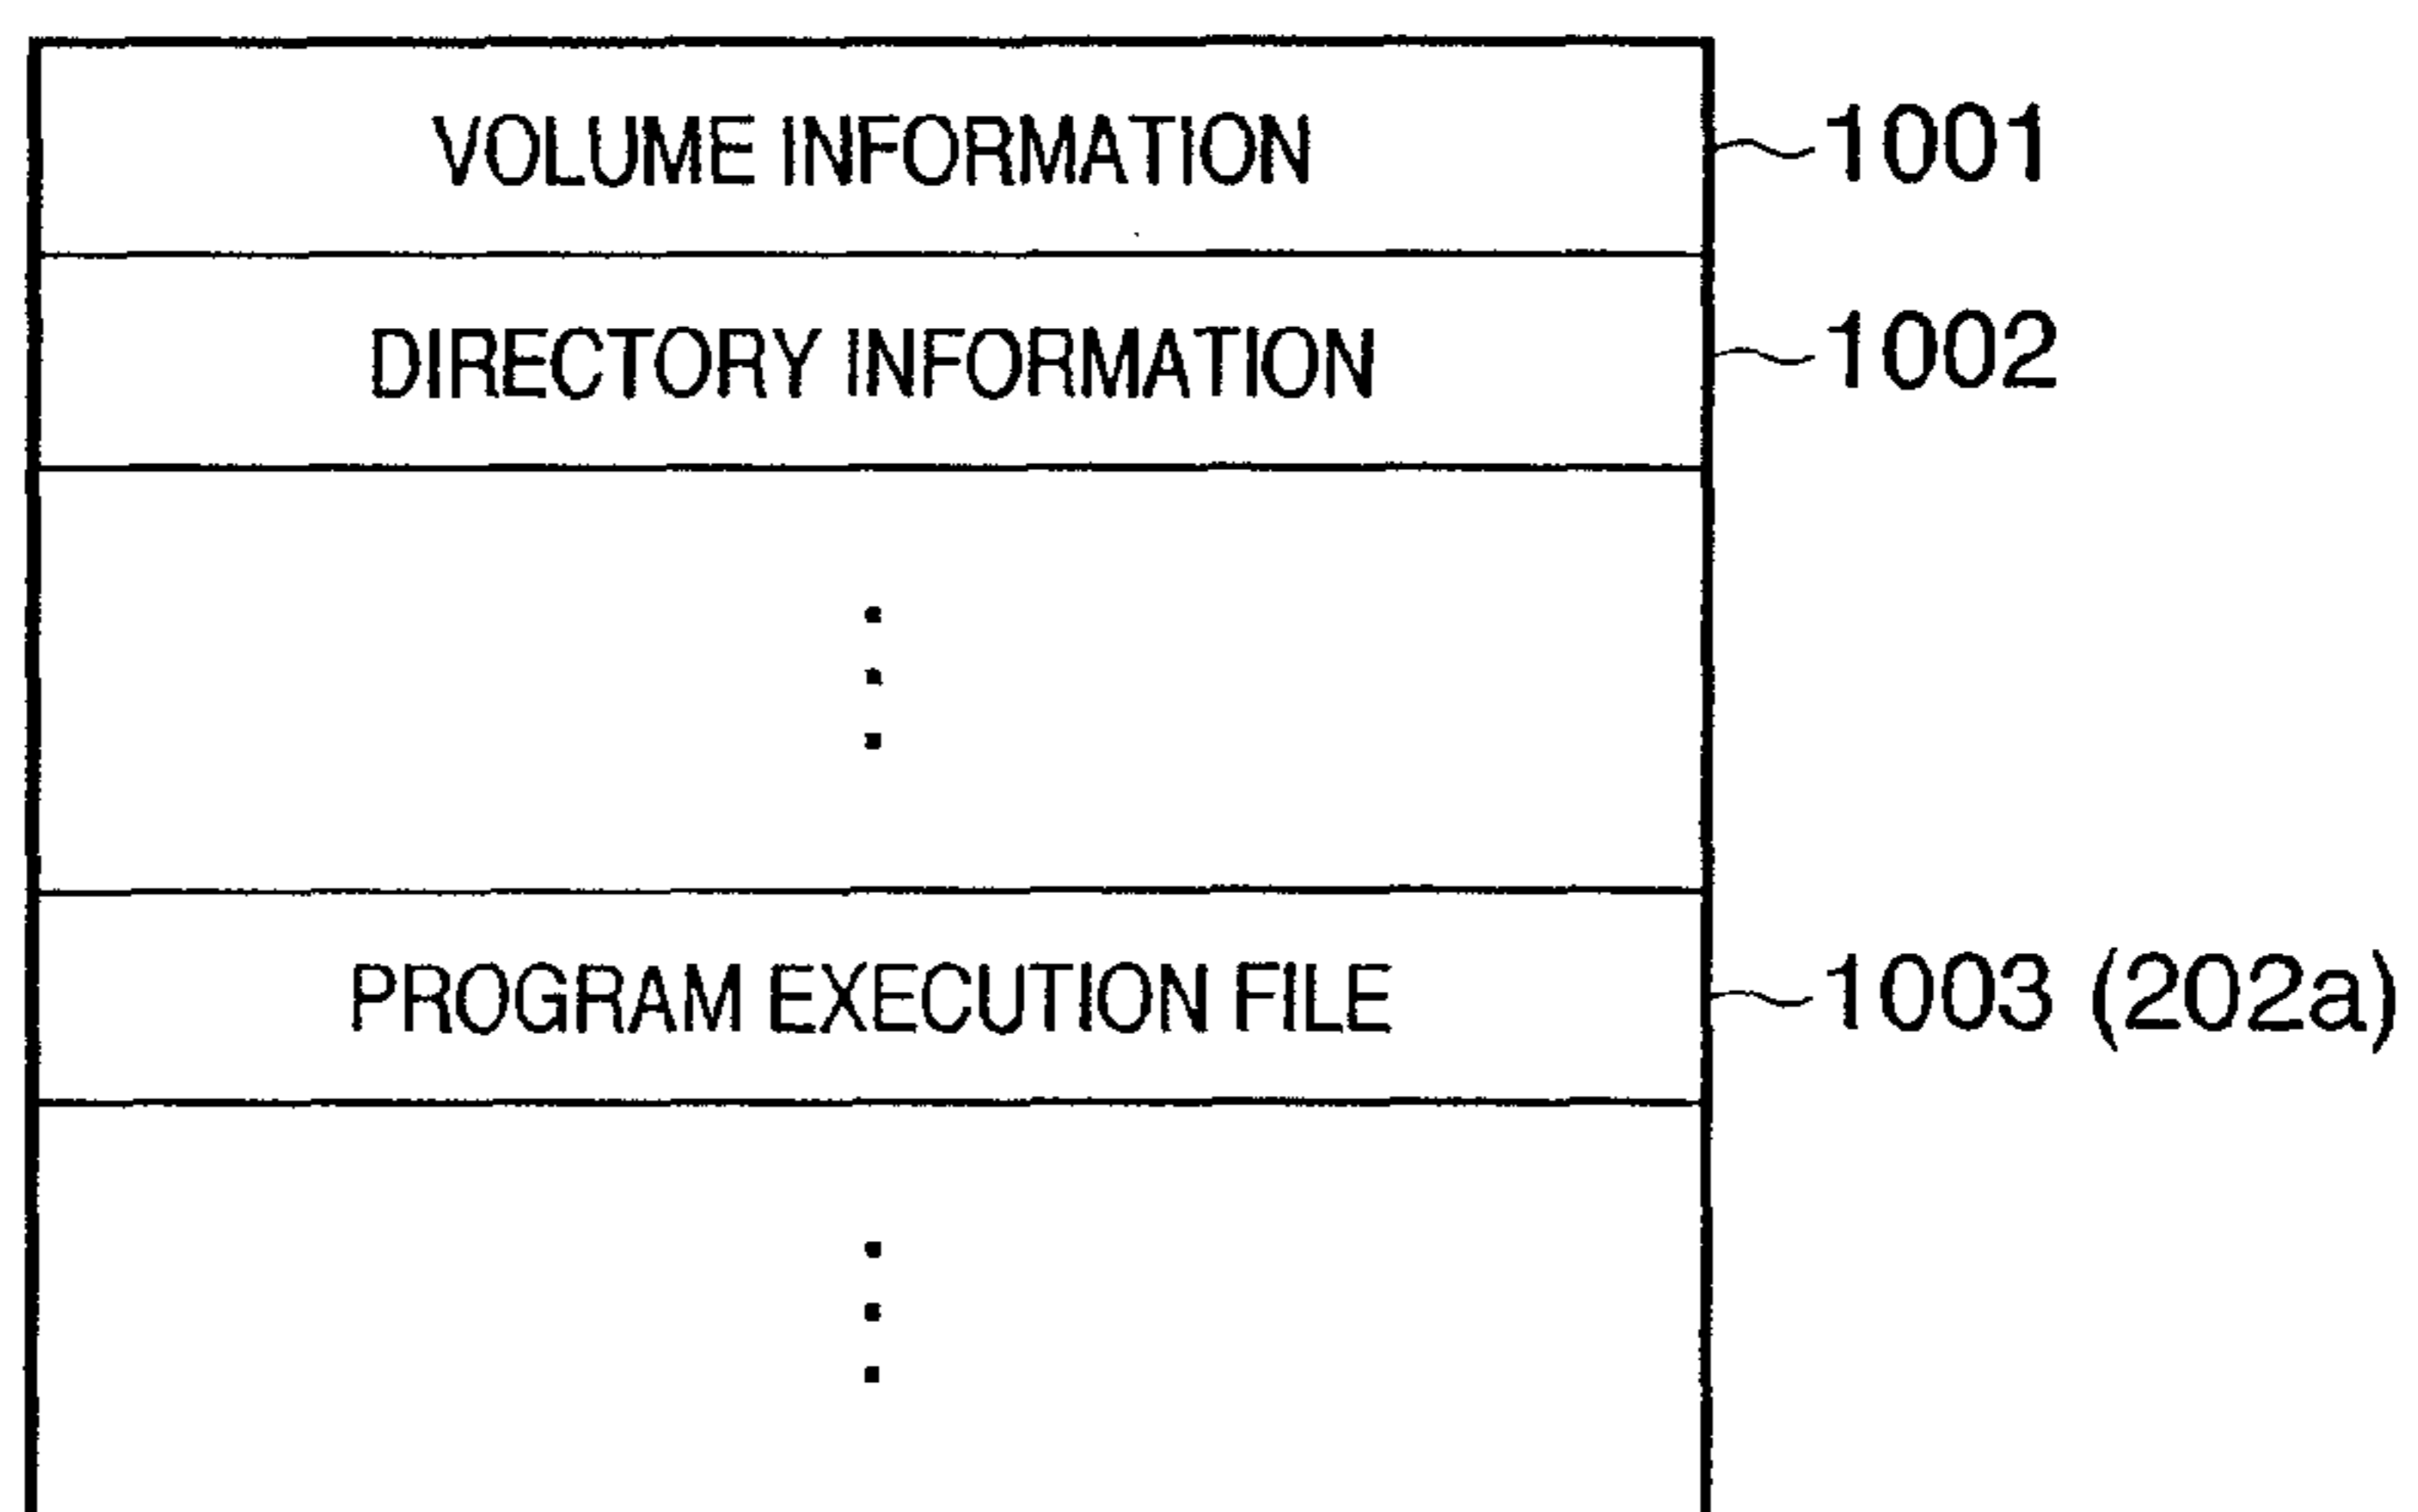 VOLUME INFORMATION 1001
DIRECTORY INFORMATION 1002
PROGRAM EXECUTION FILE 1003 (202a)